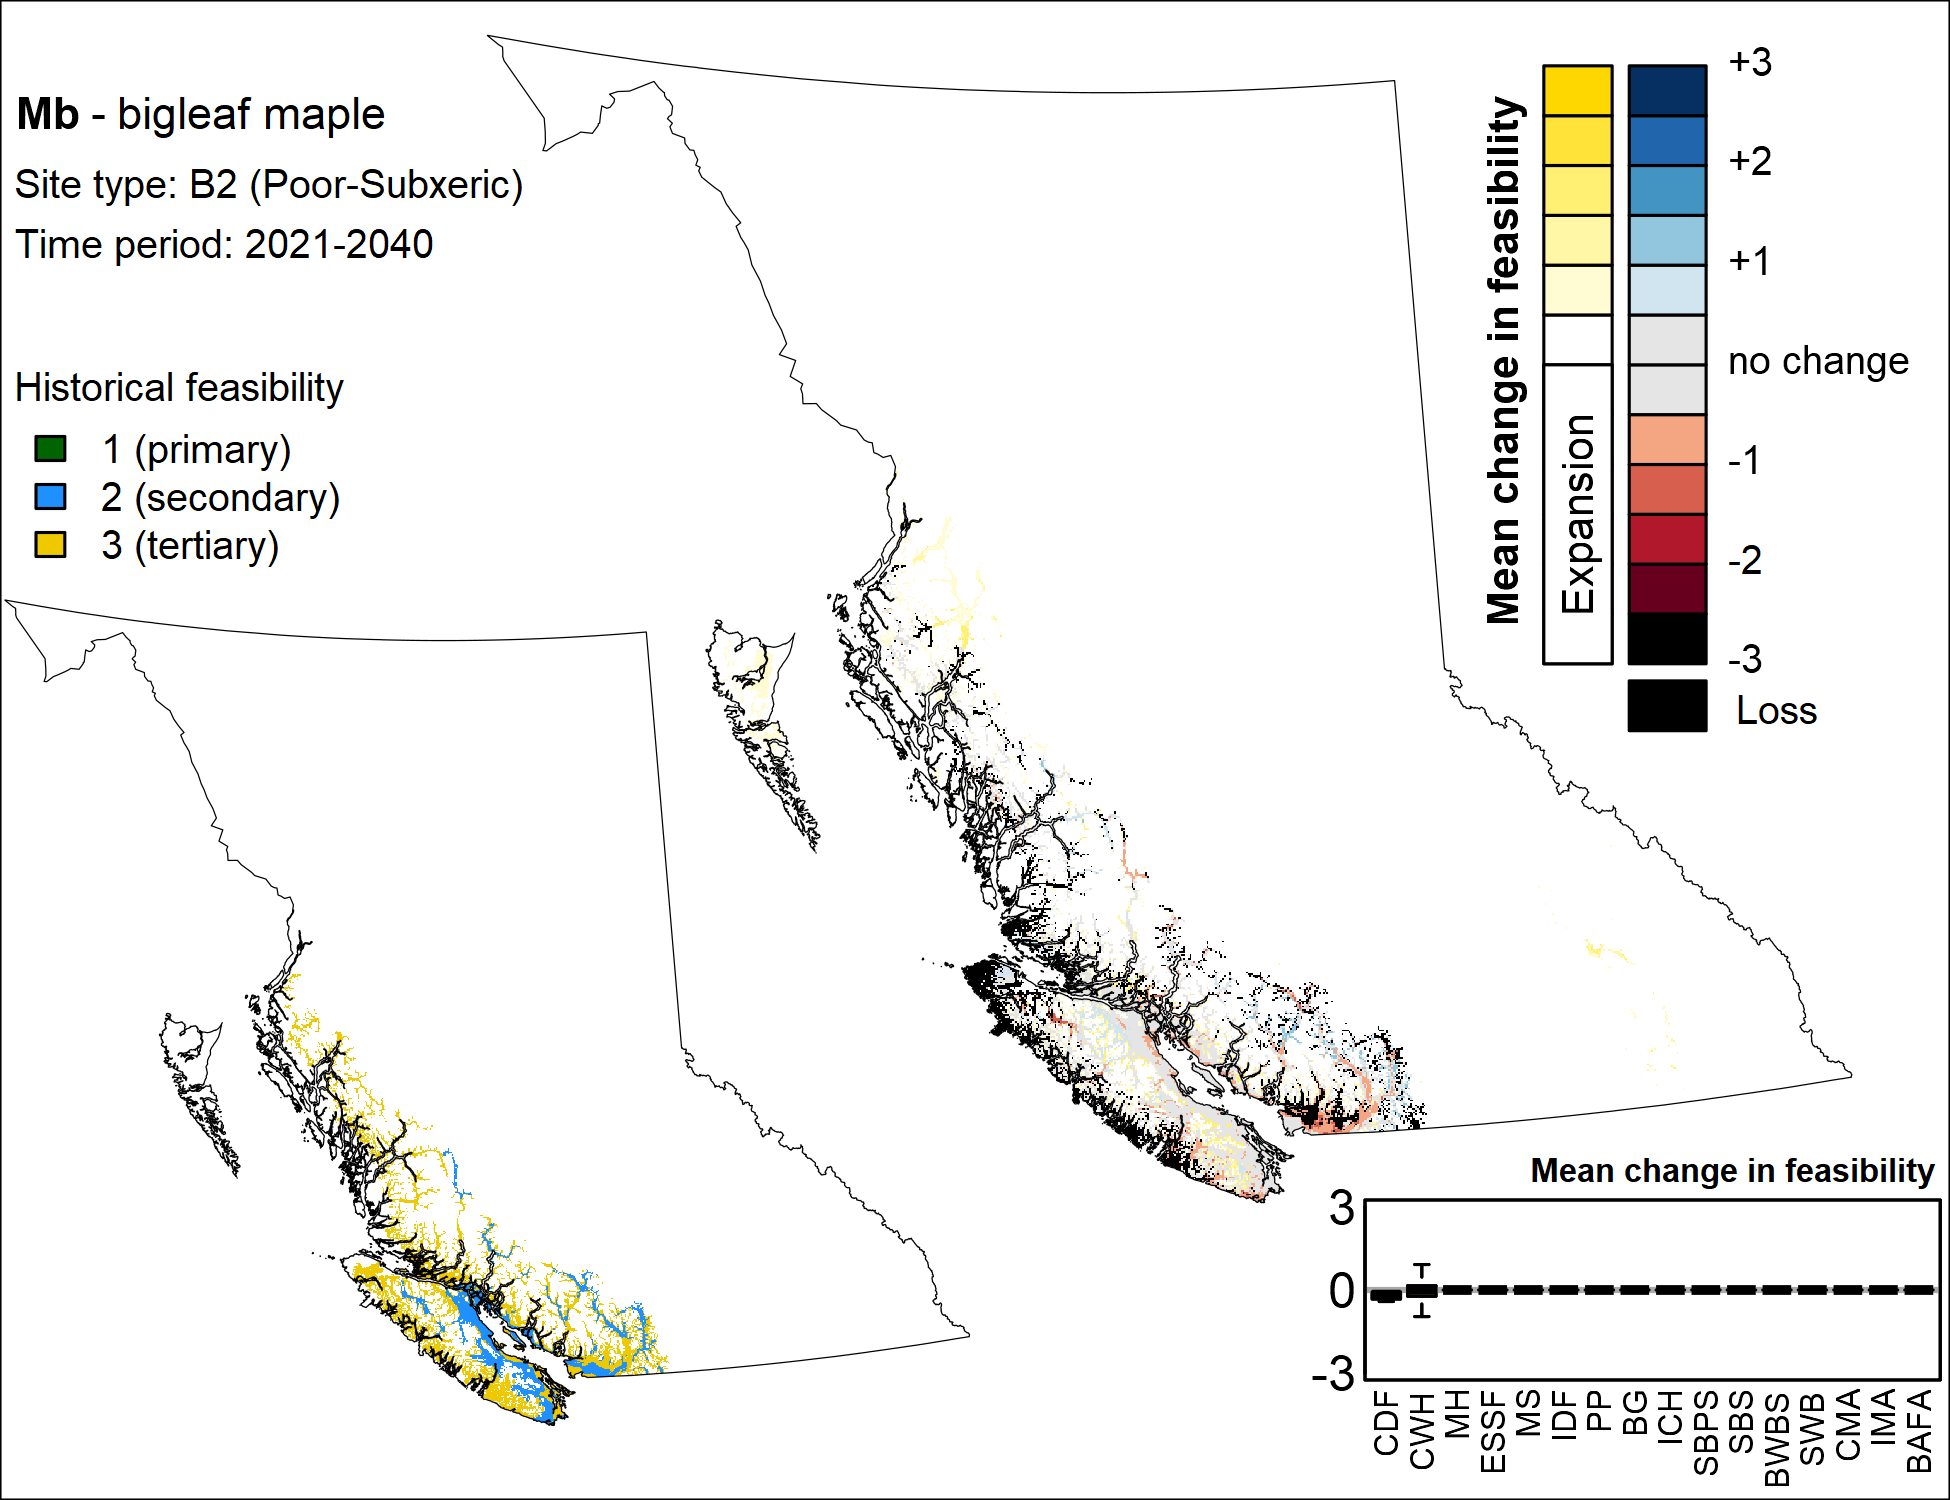 Mb - bigleaf maple
Site type: B2 (Poor-Subxeric)
Time period: 2021-2040
Historical feasibility
1 (primary)
2 (secondary)
3 (tertiary)
Mean change in feasibility
Expansion
+3
+2
+1
no change
-1
-2
-3
Loss
Mean change in feasibility
3
0
-3
CDF
CWH
MH
ESSF
MS
IDF
PP
BG
ICH
SBPS
SBS
BWBS
SWB
CMA
IMA
BAFA